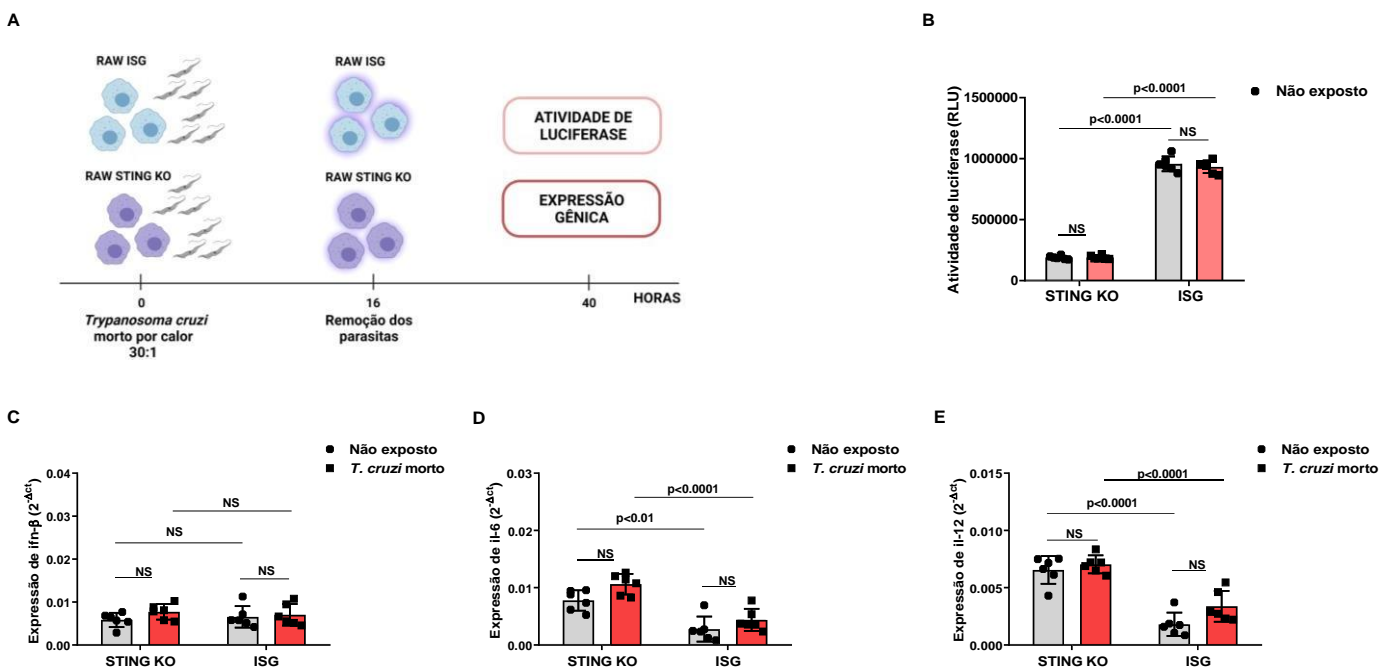 A
RAW ISG
RAW ISG
ATIVIDADE DE
LUCIFERASE
RAW STING KO
RAW STING KO
EXPRESSÃO
GÊNICA
0
16
40
HORAS
Trypanosoma cruzi
morto por calor
30:1
Remoção dos
parasitas
B
Não exposto
Atividade de luciferase (RLU)
1500000
1000000
500000
0
p<0.0001
p<0.0001
NS
NS
STING KO
ISG
C
Não exposto
T. cruzi morto
Expressão de ifn-β (2^-Δct)
0.04
0.03
0.02
0.01
0.00
NS
NS
NS
NS
STING KO
ISG
D
Não exposto
T. cruzi morto
Expressão de il-6 (2^-Δct)
0.03
0.02
0.01
0.00
p<0.0001
p<0.01
NS
NS
STING KO
ISG
E
Não exposto
T. cruzi morto
Expressão de il-12 (2^-Δct)
0.015
0.010
0.005
0.000
p<0.0001
p<0.0001
NS
NS
STING KO
ISG